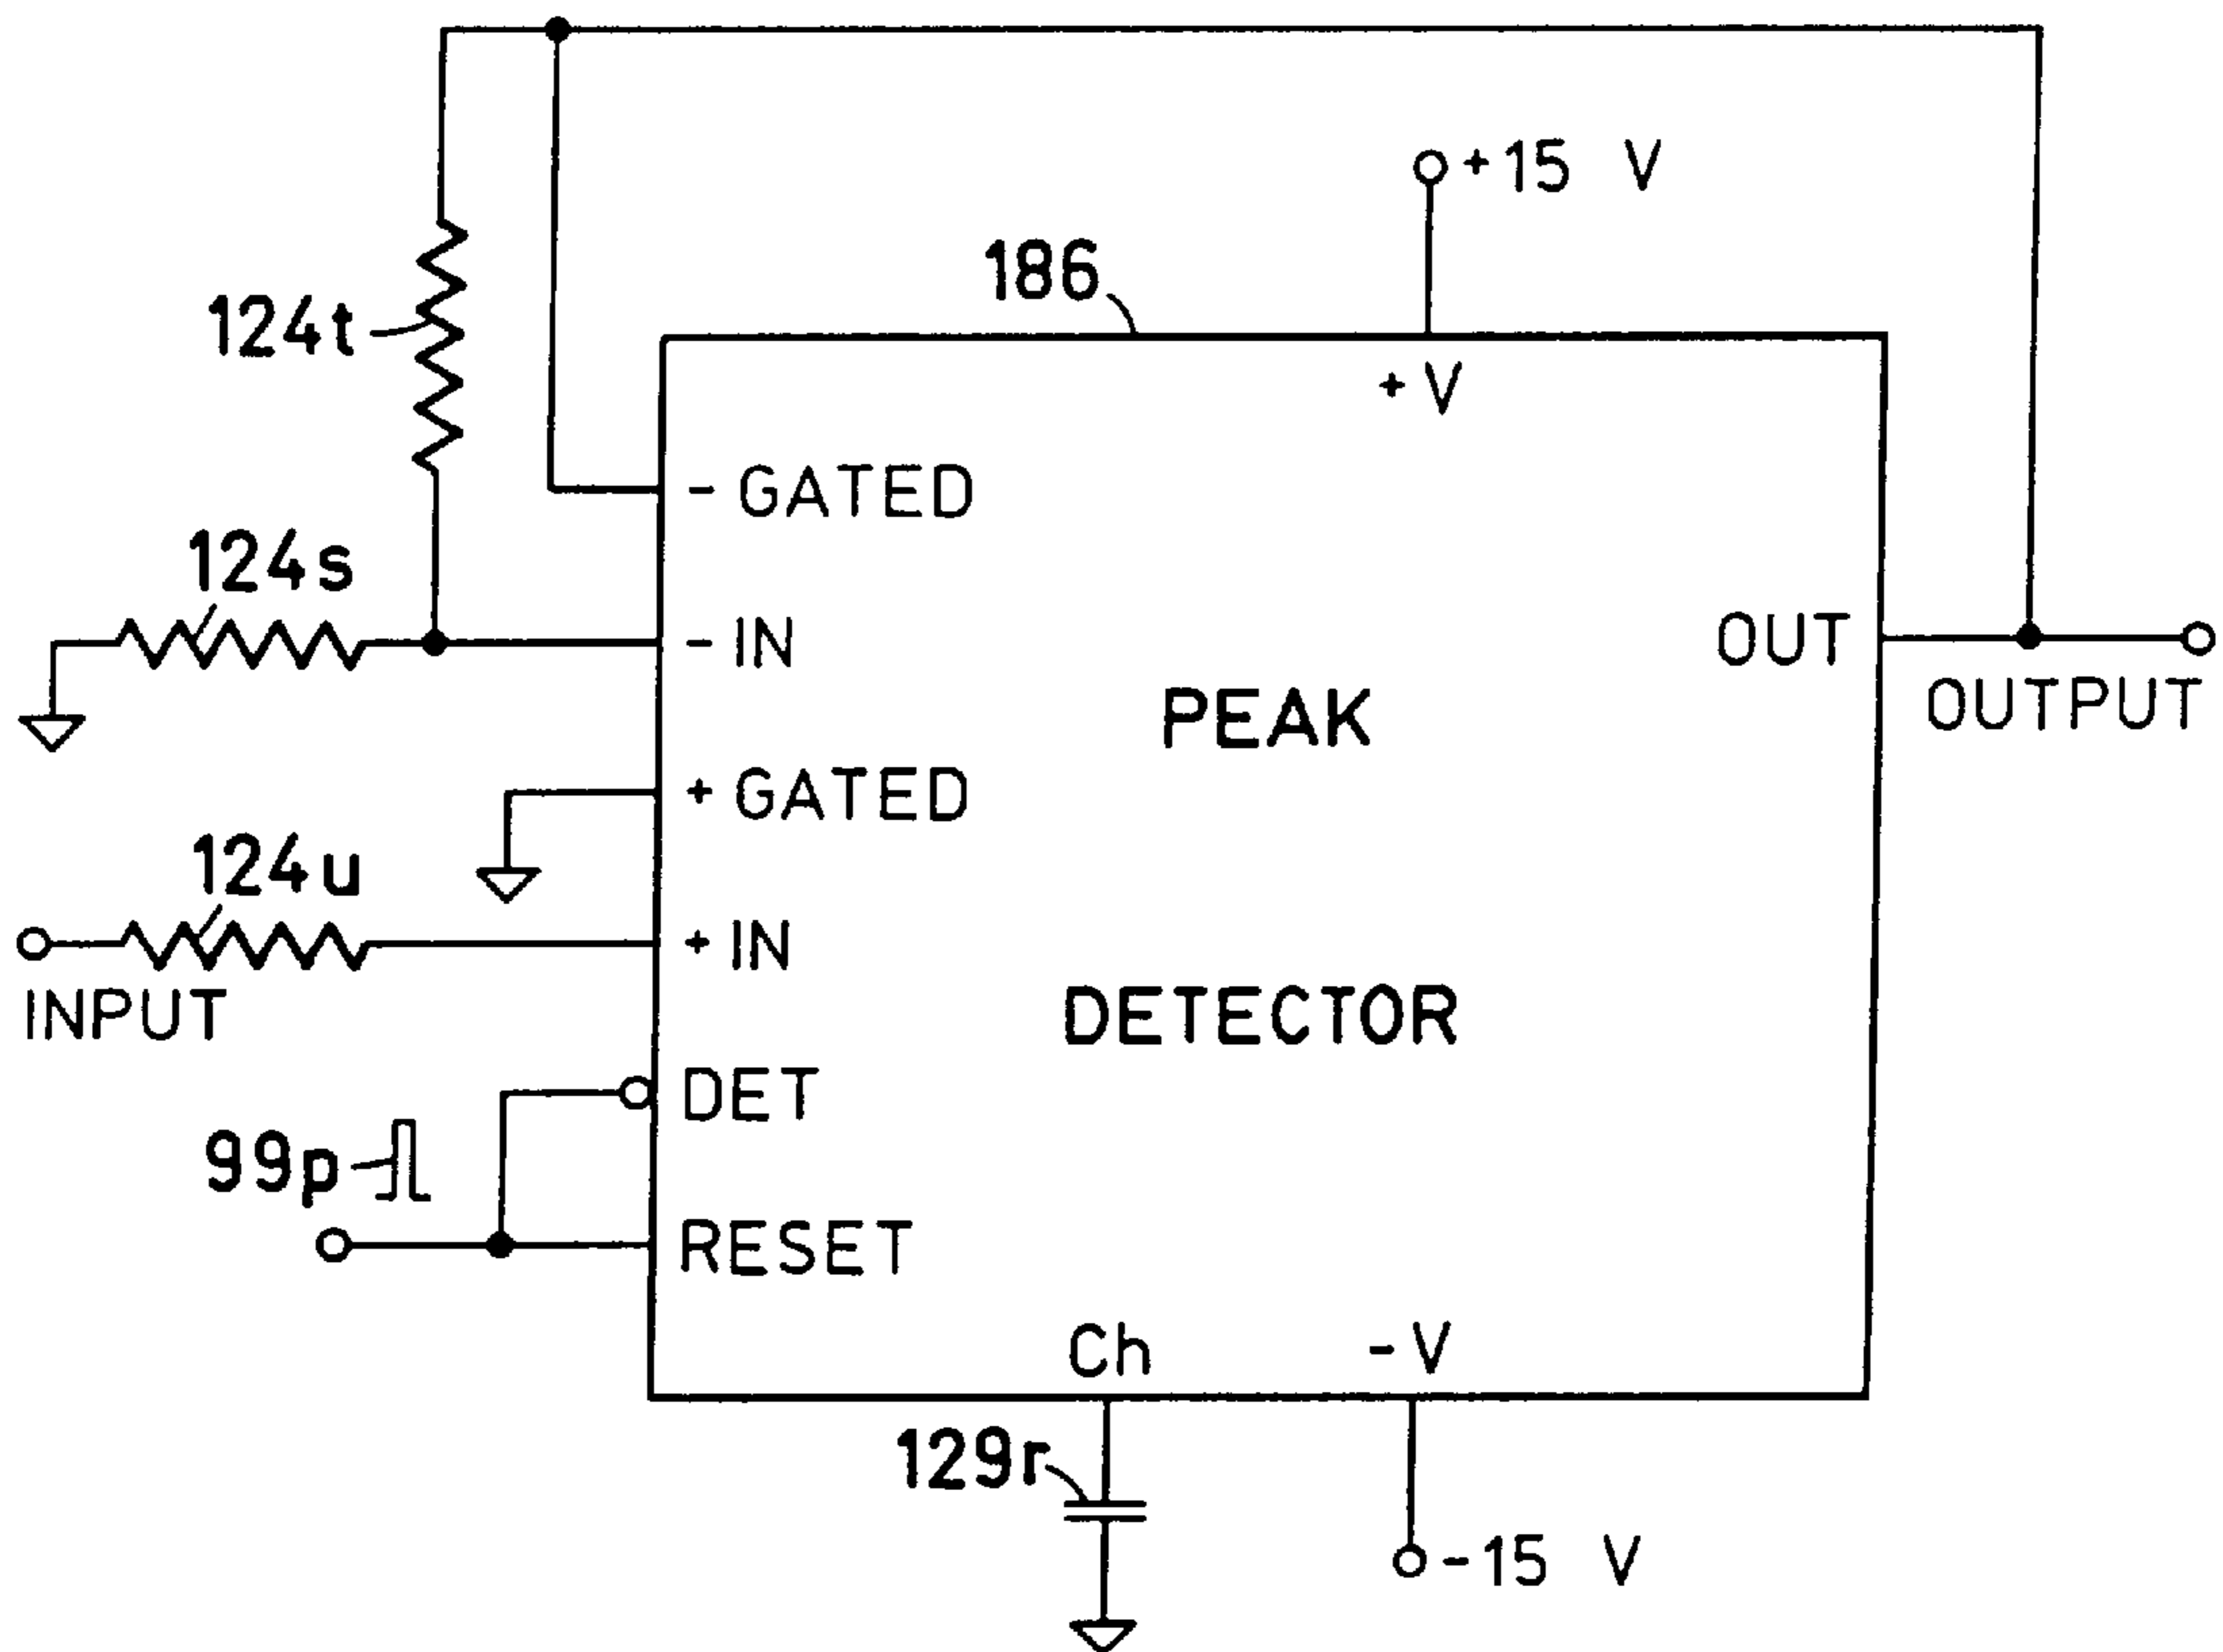 +15 V
186
124t
+ V
- GATED
124s
- IN
OUT
PEAK
OUTPUT
+ GATED
124u
+ IN
INPUT
DETECTOR
DET
99p
RESET
Ch
- V
129r
-15 V